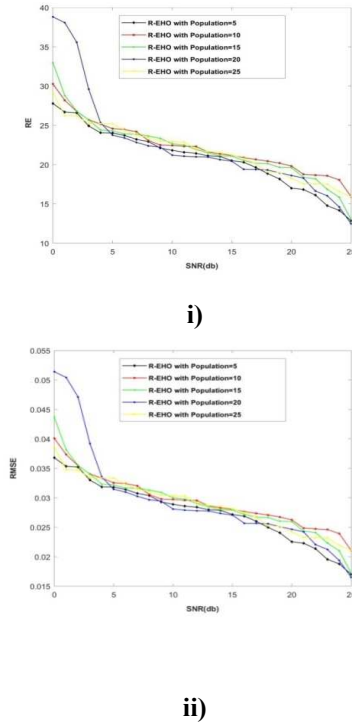 40
35
30
25
20
15
10
RE
0
5
10
15
20
25
SNR(db)
R-EHO with Population=5
R-EHO with Population=10
R-EHO with Population=15
R-EHO with Population=20
R-EHO with Population=25
i)
0.055
0.05
0.045
0.04
0.035
0.03
0.025
0.02
0.015
RMSE
0
5
10
15
20
25
SNR(db)
R-EHO with Population=5
R-EHO with Population=10
R-EHO with Population=15
R-EHO with Population=20
R-EHO with Population=25
ii)